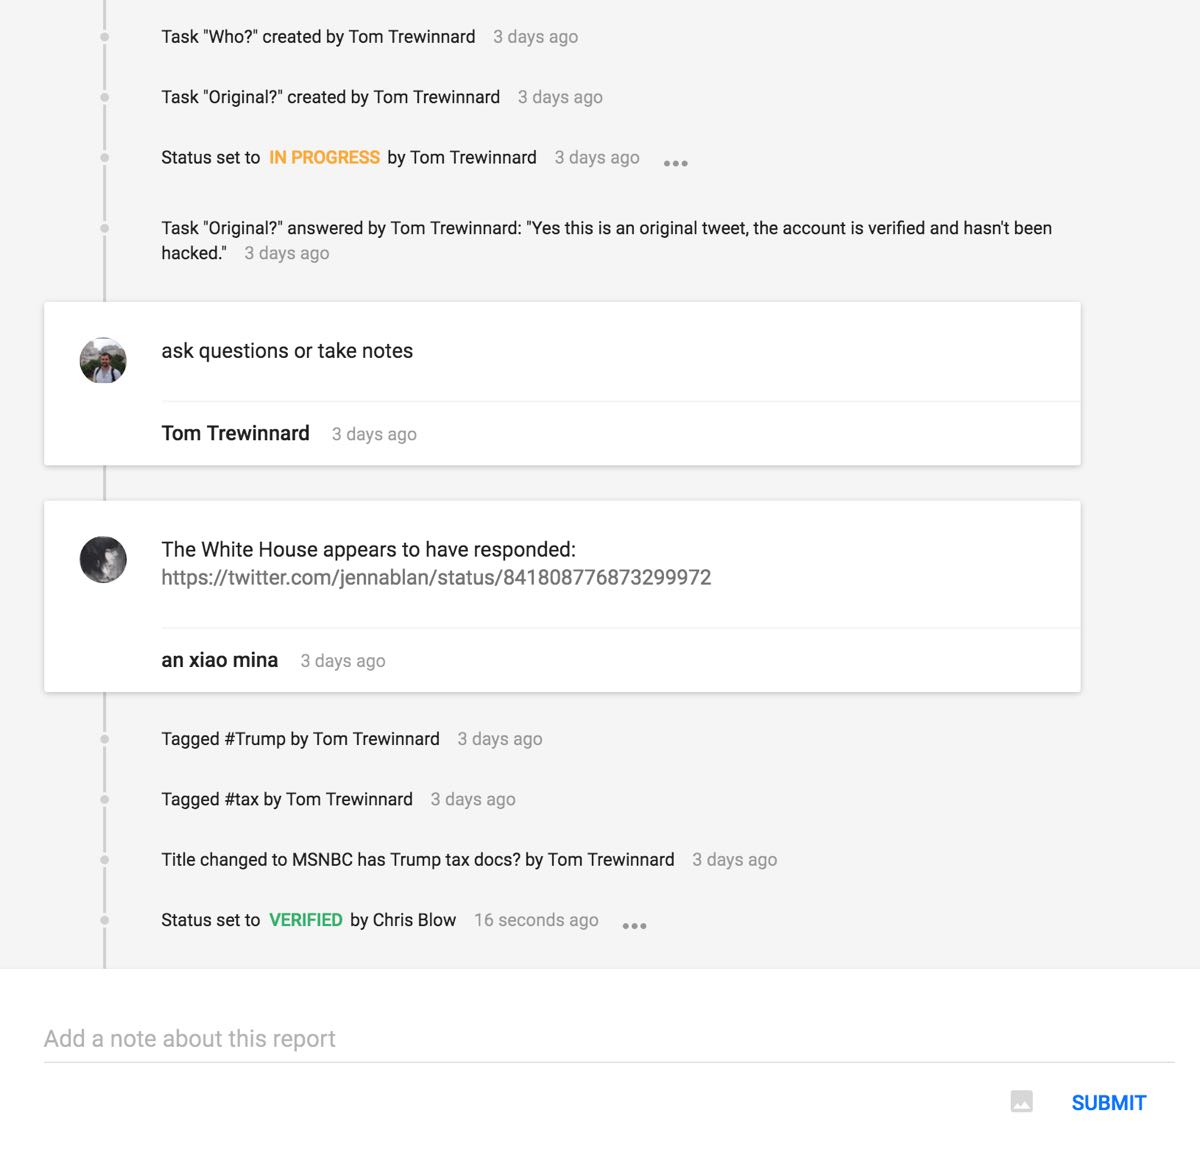 Task "Who?" created by Tom Trewinnard 3 days ago
Task "Original?" created by Tom Trewinnard 3 days ago
Status set to IN PROGRESS by Tom Trewinnard 3 days ago
Task "Original?" answered by Tom Trewinnard: "Yes this is an original tweet, the account is verified and hasn't been
hacked." 3 days ago
ask questions or take notes
Tom Trewinnard 3 days ago
The White House appears to have responded:
https://twitter.com/jennablan/status/841808776873299972
an xiao mina 3 days ago
Tagged #Trump by Tom Trewinnard 3 days ago
Tagged #tax by Tom Trewinnard 3 days ago
Title changed to MSNBC has Trump tax docs? by Tom Trewinnard 3 days ago
Status set to VERIFIED by Chris Blow 16 seconds ago
Add a note about this report
SUBMIT